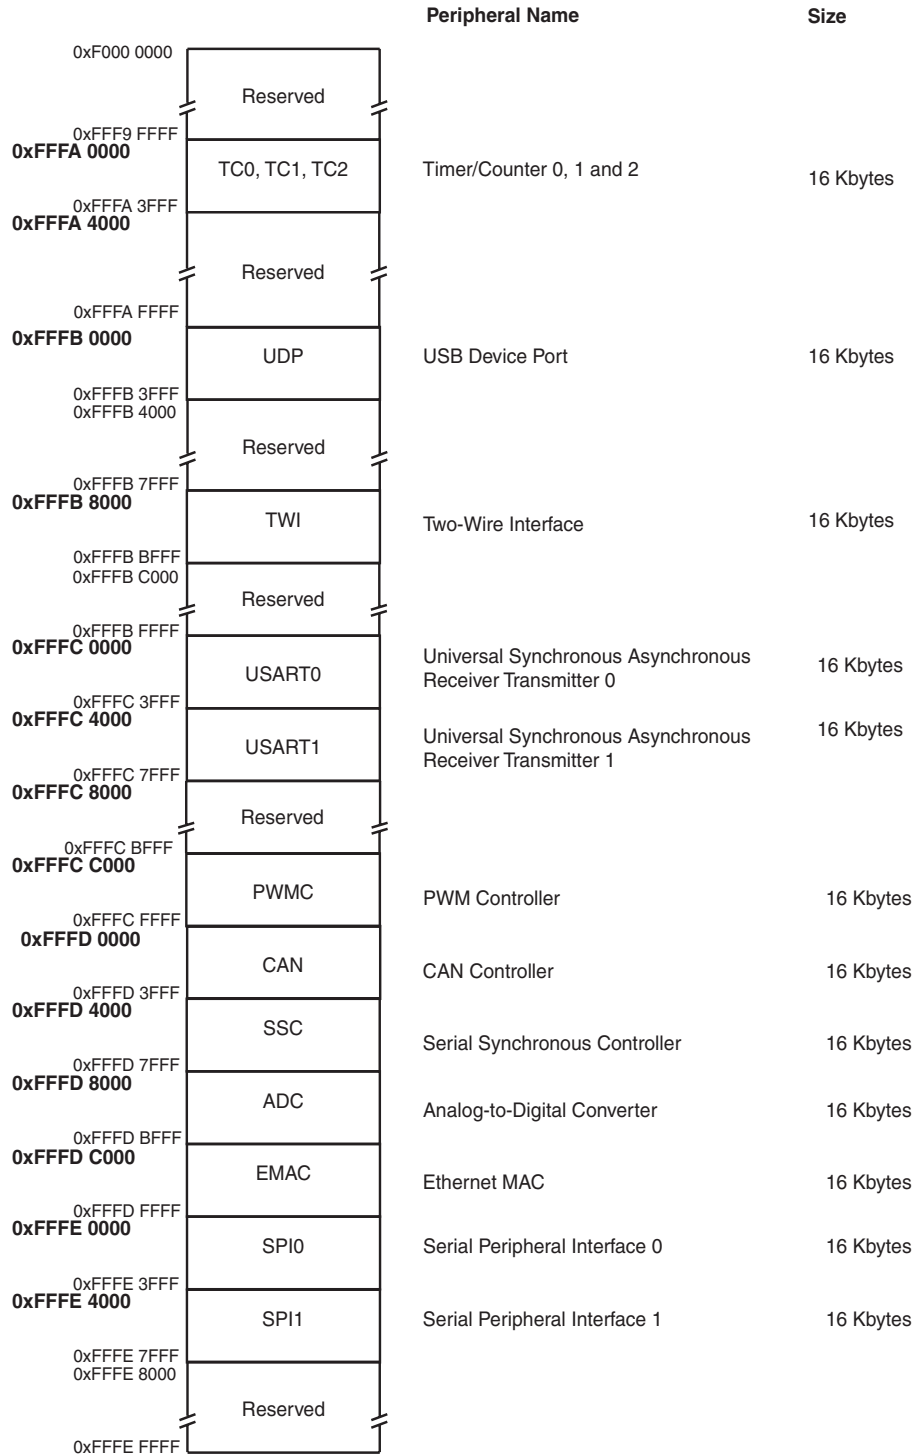 Peripheral Name Size
0xF000 0000
Reserved
0xFFF9 FFFF
0xFFFA 0000
TC0, TC1, TC2 Timer/Counter 0, 1 and 2 16 Kbytes
0xFFFA 3FFF
0xFFFA 4000
Reserved
0xFFFA FFFF
0xFFFB 0000
UDP USB Device Port 16 Kbytes
0xFFFB 3FFF
0xFFFB 4000
Reserved
0xFFFB 7FFF
0xFFFB 8000
TWI Two-Wire Interface 16 Kbytes
0xFFFB BFFF
0xFFFB C000
Reserved
0xFFFB FFFF
0xFFFC 0000
USART0 Universal Synchronous Asynchronous 16 Kbytes
Receiver Transmitter 0
0xFFFC 3FFF
0xFFFC 4000
USART1 Universal Synchronous Asynchronous 16 Kbytes
Receiver Transmitter 1
0xFFFC 7FFF
0xFFFC 8000
Reserved
0xFFFC BFFF
0xFFFC C000
PWMC PWM Controller 16 Kbytes
0xFFFC FFFF
0xFFFD 0000
CAN CAN Controller 16 Kbytes
0xFFFD 3FFF
0xFFFD 4000
SSC Serial Synchronous Controller 16 Kbytes
0xFFFD 7FFF
0xFFFD 8000
ADC Analog-to-Digital Converter 16 Kbytes
0xFFFD BFFF
0xFFFD C000
EMAC Ethernet MAC 16 Kbytes
0xFFFD FFFF
0xFFFE 0000
SPI0 Serial Peripheral Interface 0 16 Kbytes
0xFFFE 3FFF
0xFFFE 4000
SPI1 Serial Peripheral Interface 1 16 Kbytes
0xFFFE 7FFF
0xFFFE 8000
Reserved
0xFFFE FFFF